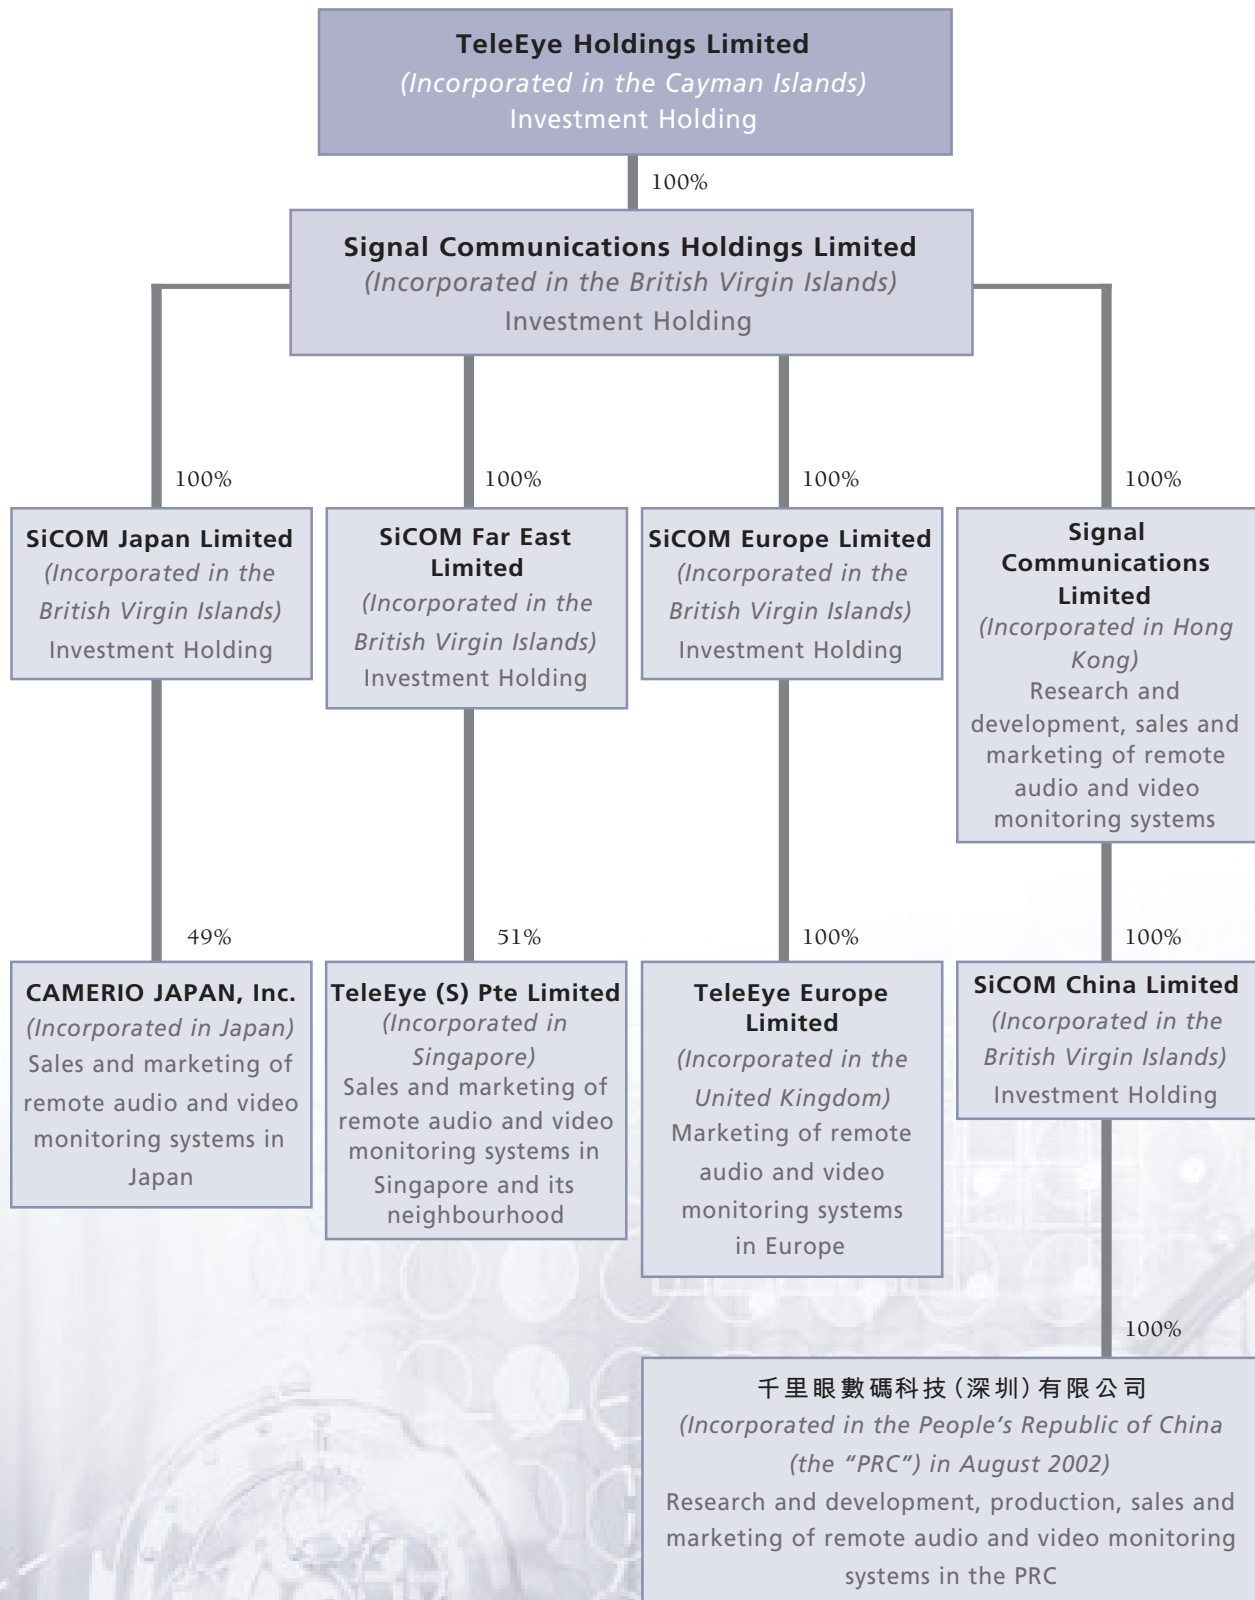 TeleEye Holdings Limited
(Incorporated in the Cayman Islands)
Investment Holding
100%
Signal Communications Holdings Limited
(Incorporated in the British Virgin Islands)
Investment Holding
100%
SiCOM Japan Limited
(Incorporated in the
British Virgin Islands)
Investment Holding
100%
SiCOM Far East
Limited
(Incorporated in the
British Virgin Islands)
Investment Holding
100%
SiCOM Europe Limited
(Incorporated in the
British Virgin Islands)
Investment Holding
100%
Signal
Communications
Limited
(Incorporated in Hong
Kong)
Research and
development, sales and
marketing of remote
audio and video
monitoring systems
49%
CAMERIO JAPAN, Inc.
(Incorporated in Japan)
Sales and marketing of
remote audio and video
monitoring systems in
Japan
51%
TeleEye (S) Pte Limited
(Incorporated in
Singapore)
Sales and marketing of
remote audio and video
monitoring systems in
Singapore and its
neighbourhood
100%
TeleEye Europe
Limited
(Incorporated in the
United Kingdom)
Marketing of remote
audio and video
monitoring systems
in Europe
100%
SiCOM China Limited
(Incorporated in the
British Virgin Islands)
Investment Holding
100%
千里眼數碼科技(深圳)有限公司
(Incorporated in the People's Republic of China
(the “PRC”) in August 2002)
Research and development, production, sales and
marketing of remote audio and video monitoring
systems in the PRC